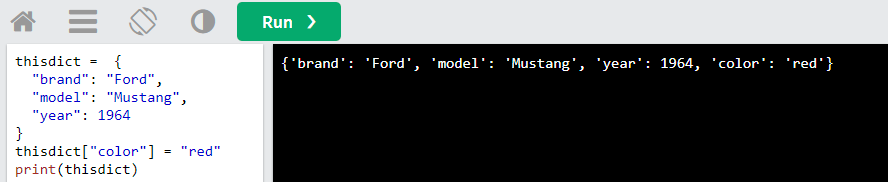 Run ❯
thisdict =  {
  "brand": "Ford",
  "model": "Mustang",
  "year": 1964
}
thisdict["color"] = "red"
print(thisdict)
{'brand': 'Ford', 'model': 'Mustang', 'year': 1964, 'color': 'red'}